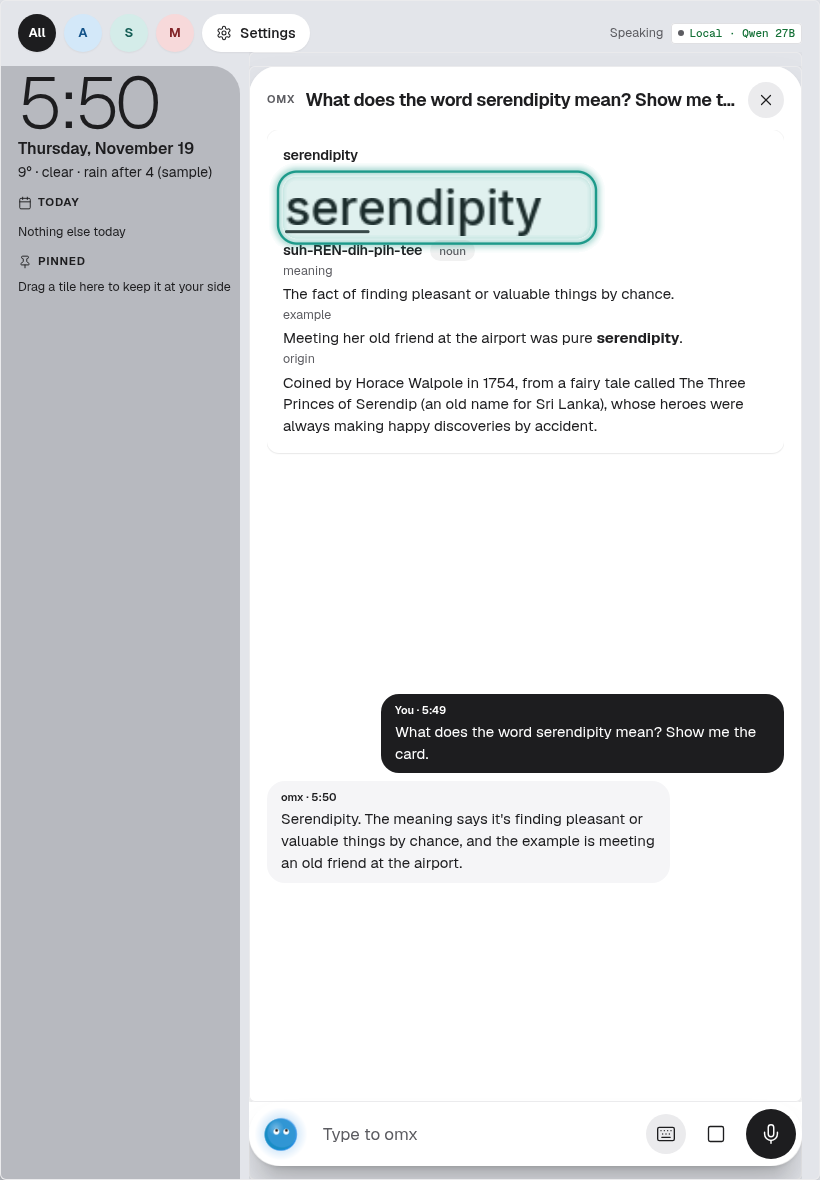 All A S M Settings Speaking Local · Qwen 27B
5:50
Thursday, November 19
9° · clear · rain after 4 (sample)
TODAY
Nothing else today
PINNED
Drag a tile here to keep it at your side
OMX What does the word serendipity mean? Show me t...
serendipity
serendipity
suh-REN-dih-pih-tee noun
meaning
The fact of finding pleasant or valuable things by chance.
example
Meeting her old friend at the airport was pure serendipity.
origin
Coined by Horace Walpole in 1754, from a fairy tale called The Three
Princes of Serendip (an old name for Sri Lanka), whose heroes were
always making happy discoveries by accident.
You · 5:49
What does the word serendipity mean? Show me the
card.
omx · 5:50
Serendipity. The meaning says it's finding pleasant or
valuable things by chance, and the example is meeting
an old friend at the airport.
Type to omx